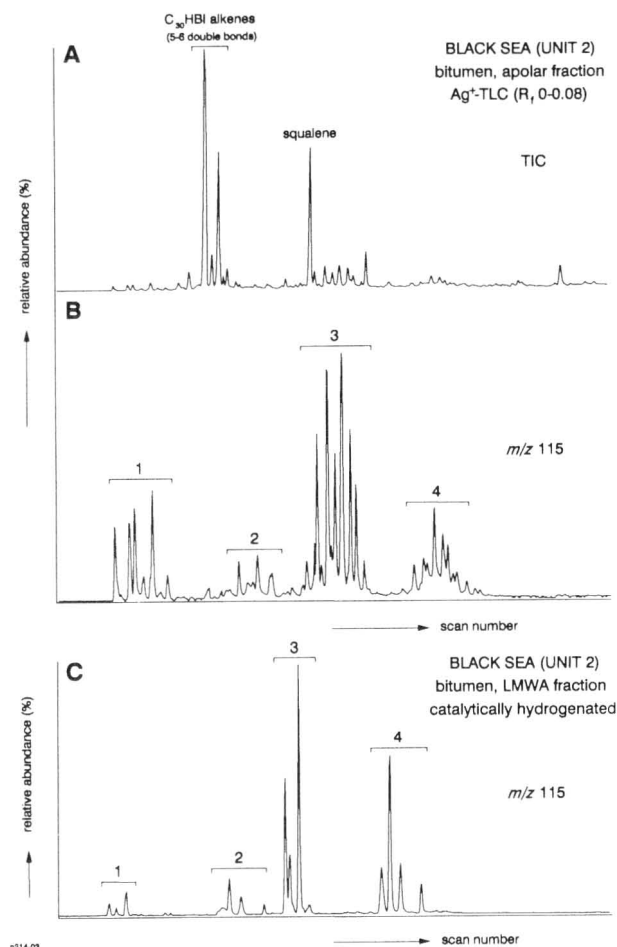 C₃₀HBI alkenes
(5-6 double bonds)
A
BLACK SEA (UNIT 2)
bitumen, apolar fraction
Ag⁺-TLC (Rf 0-0.08)
squalene
TIC
relative abundance (%)
B
3
1
m/z 115
4
2
scan number
C
3
BLACK SEA (UNIT 2)
bitumen, LMWA fraction
catalytically hydrogenated
4
relative abundance (%)
m/z 115
1
2
scan number